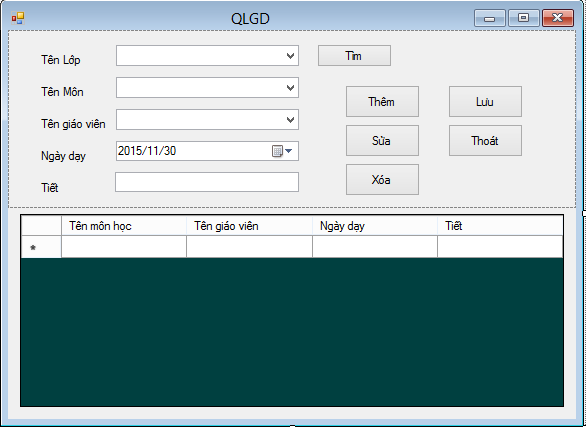 QLGD
Tên Lớp
Tìm
Tên Môn
Thêm
Lưu
Tên giáo viên
Ngày dạy
2015/11/30
Sửa
Thoát
Tiết
Xóa
Tên môn học Tên giáo viên Ngày dạy Tiết
*